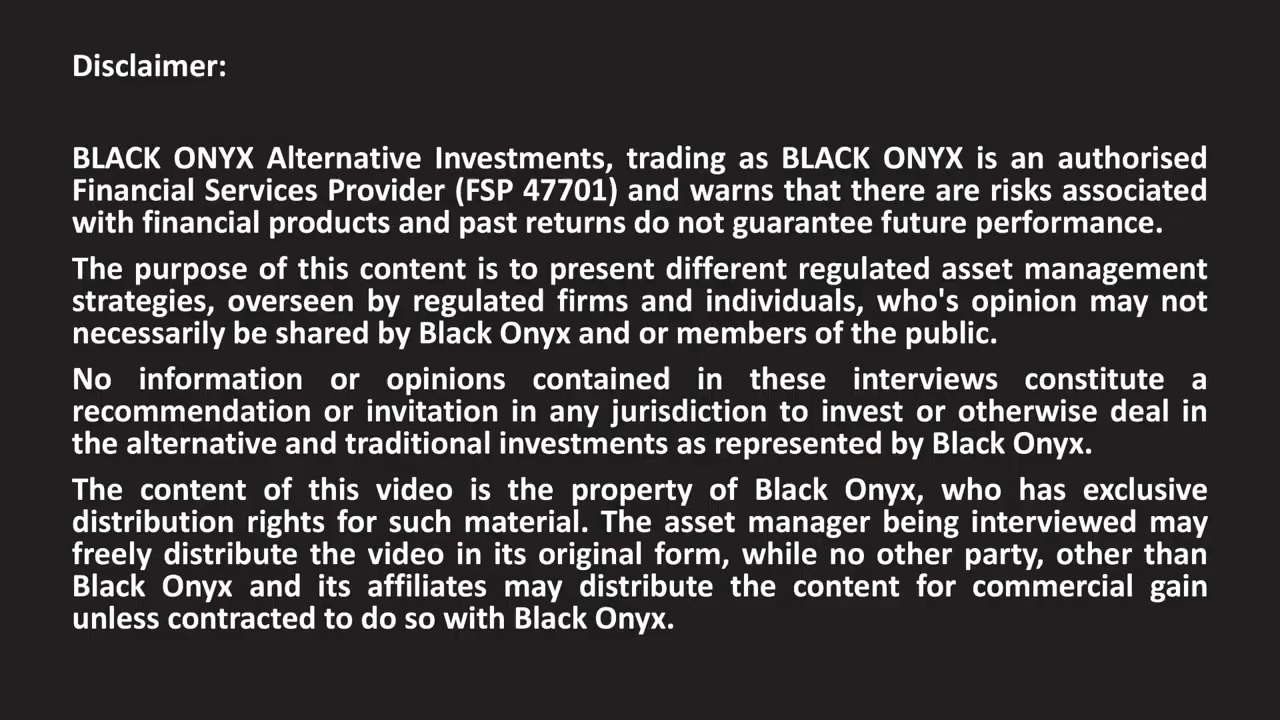 Disclaimer:
BLACK ONYX Alternative Investments, trading as BLACK ONYX is an authorised
Financial Services Provider (FSP 47701) and warns that there are risks associated
with financial products and past returns do not guarantee future performance.
The purpose of this content is to present different regulated asset management
strategies, overseen by regulated firms and individuals, who's opinion may not
necessarily be shared by Black Onyx and or members of the public.
No information or opinions contained in these interviews constitute a
recommendation or invitation in any jurisdiction to invest or otherwise deal in
the alternative and traditional investments as represented by Black Onyx.
The content of this video is the property of Black Onyx, who has exclusive
distribution rights for such material. The asset manager being interviewed may
freely distribute the video in its original form, while no other party, other than
Black Onyx and its affiliates may distribute the content for commercial gain
unless contracted to do so with Black Onyx.